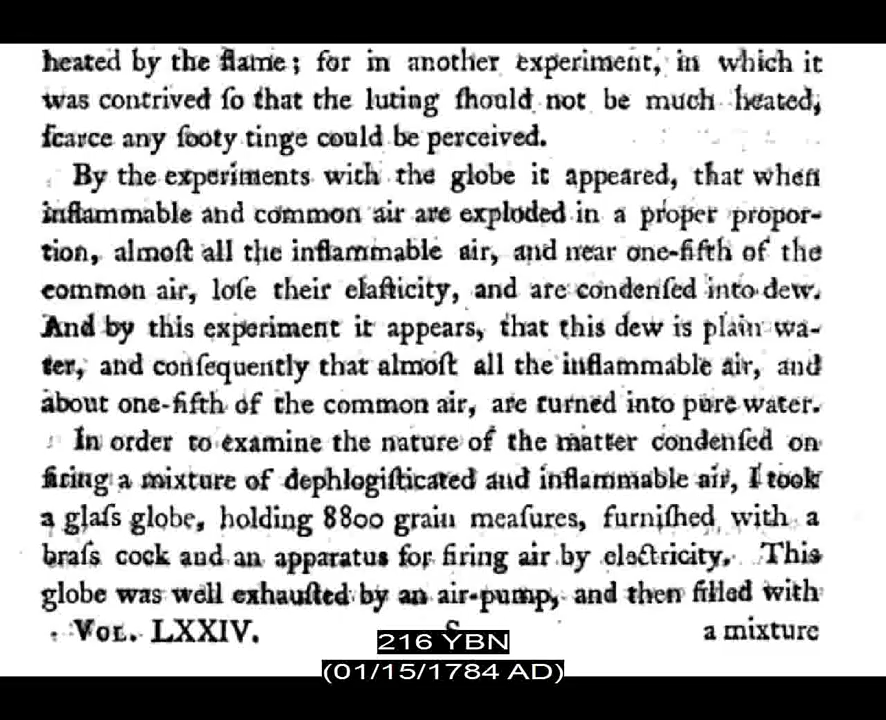 heated by the flame; for in another experiment, in which it
was contrived ſo that the luting ſhould not be much heated,
ſcarce any ſooty tinge could be perceived.
By the experiments with the globe it appeared, that when
inflammable and common air are exploded in a proper propor-
tion, almoſt all the inflammable air, and near one-fifth of the
common air, loſe their elaſticity, and are condenſed into dew.
And by this experiment it appears, that this dew is plain wa-
ter, and conſequently that almoſt all the inflammable air, and
about one-fifth of the common air, are turned into pure water.
In order to examine the nature of the matter condenſed on
firing a mixture of dephlogiſticated and inflammable air, I took
a glaſs globe, holding 8800 grain meaſures, furniſhed with a
braſs cock and an apparatus for firing air by electricity. This
globe was well exhauſted by an air-pump, and then filled with
VOL. LXXIV. S a mixture
216 YBN
(01/15/1784 AD)